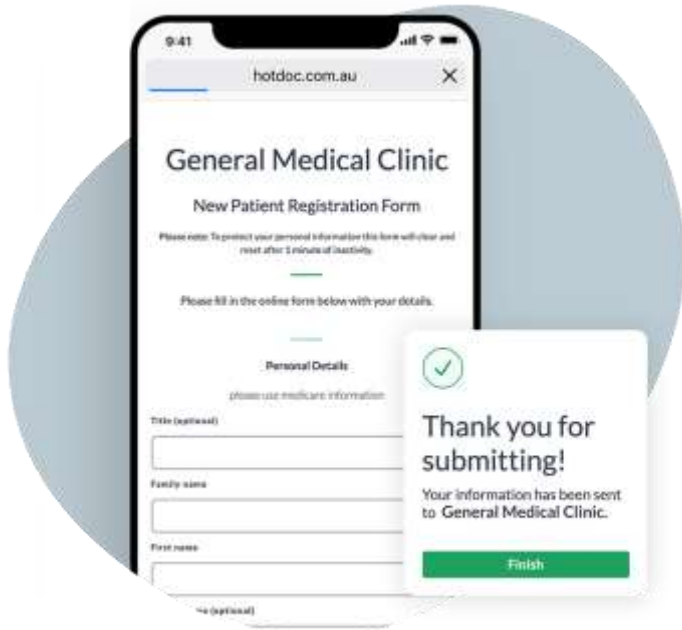 9:41
hotdoc.com.au
General Medical Clinic
New Patient Registration Form
Please note: To protect your personal information this form will clear and
reset after 1 minute of inactivity.
Please fill in the online form below with your details.
Personal Details
please use medicare information
Title (optional)
Family name
First name
(optional)
Thank you for
submitting!
Your information has been sent
to General Medical Clinic.
Finish